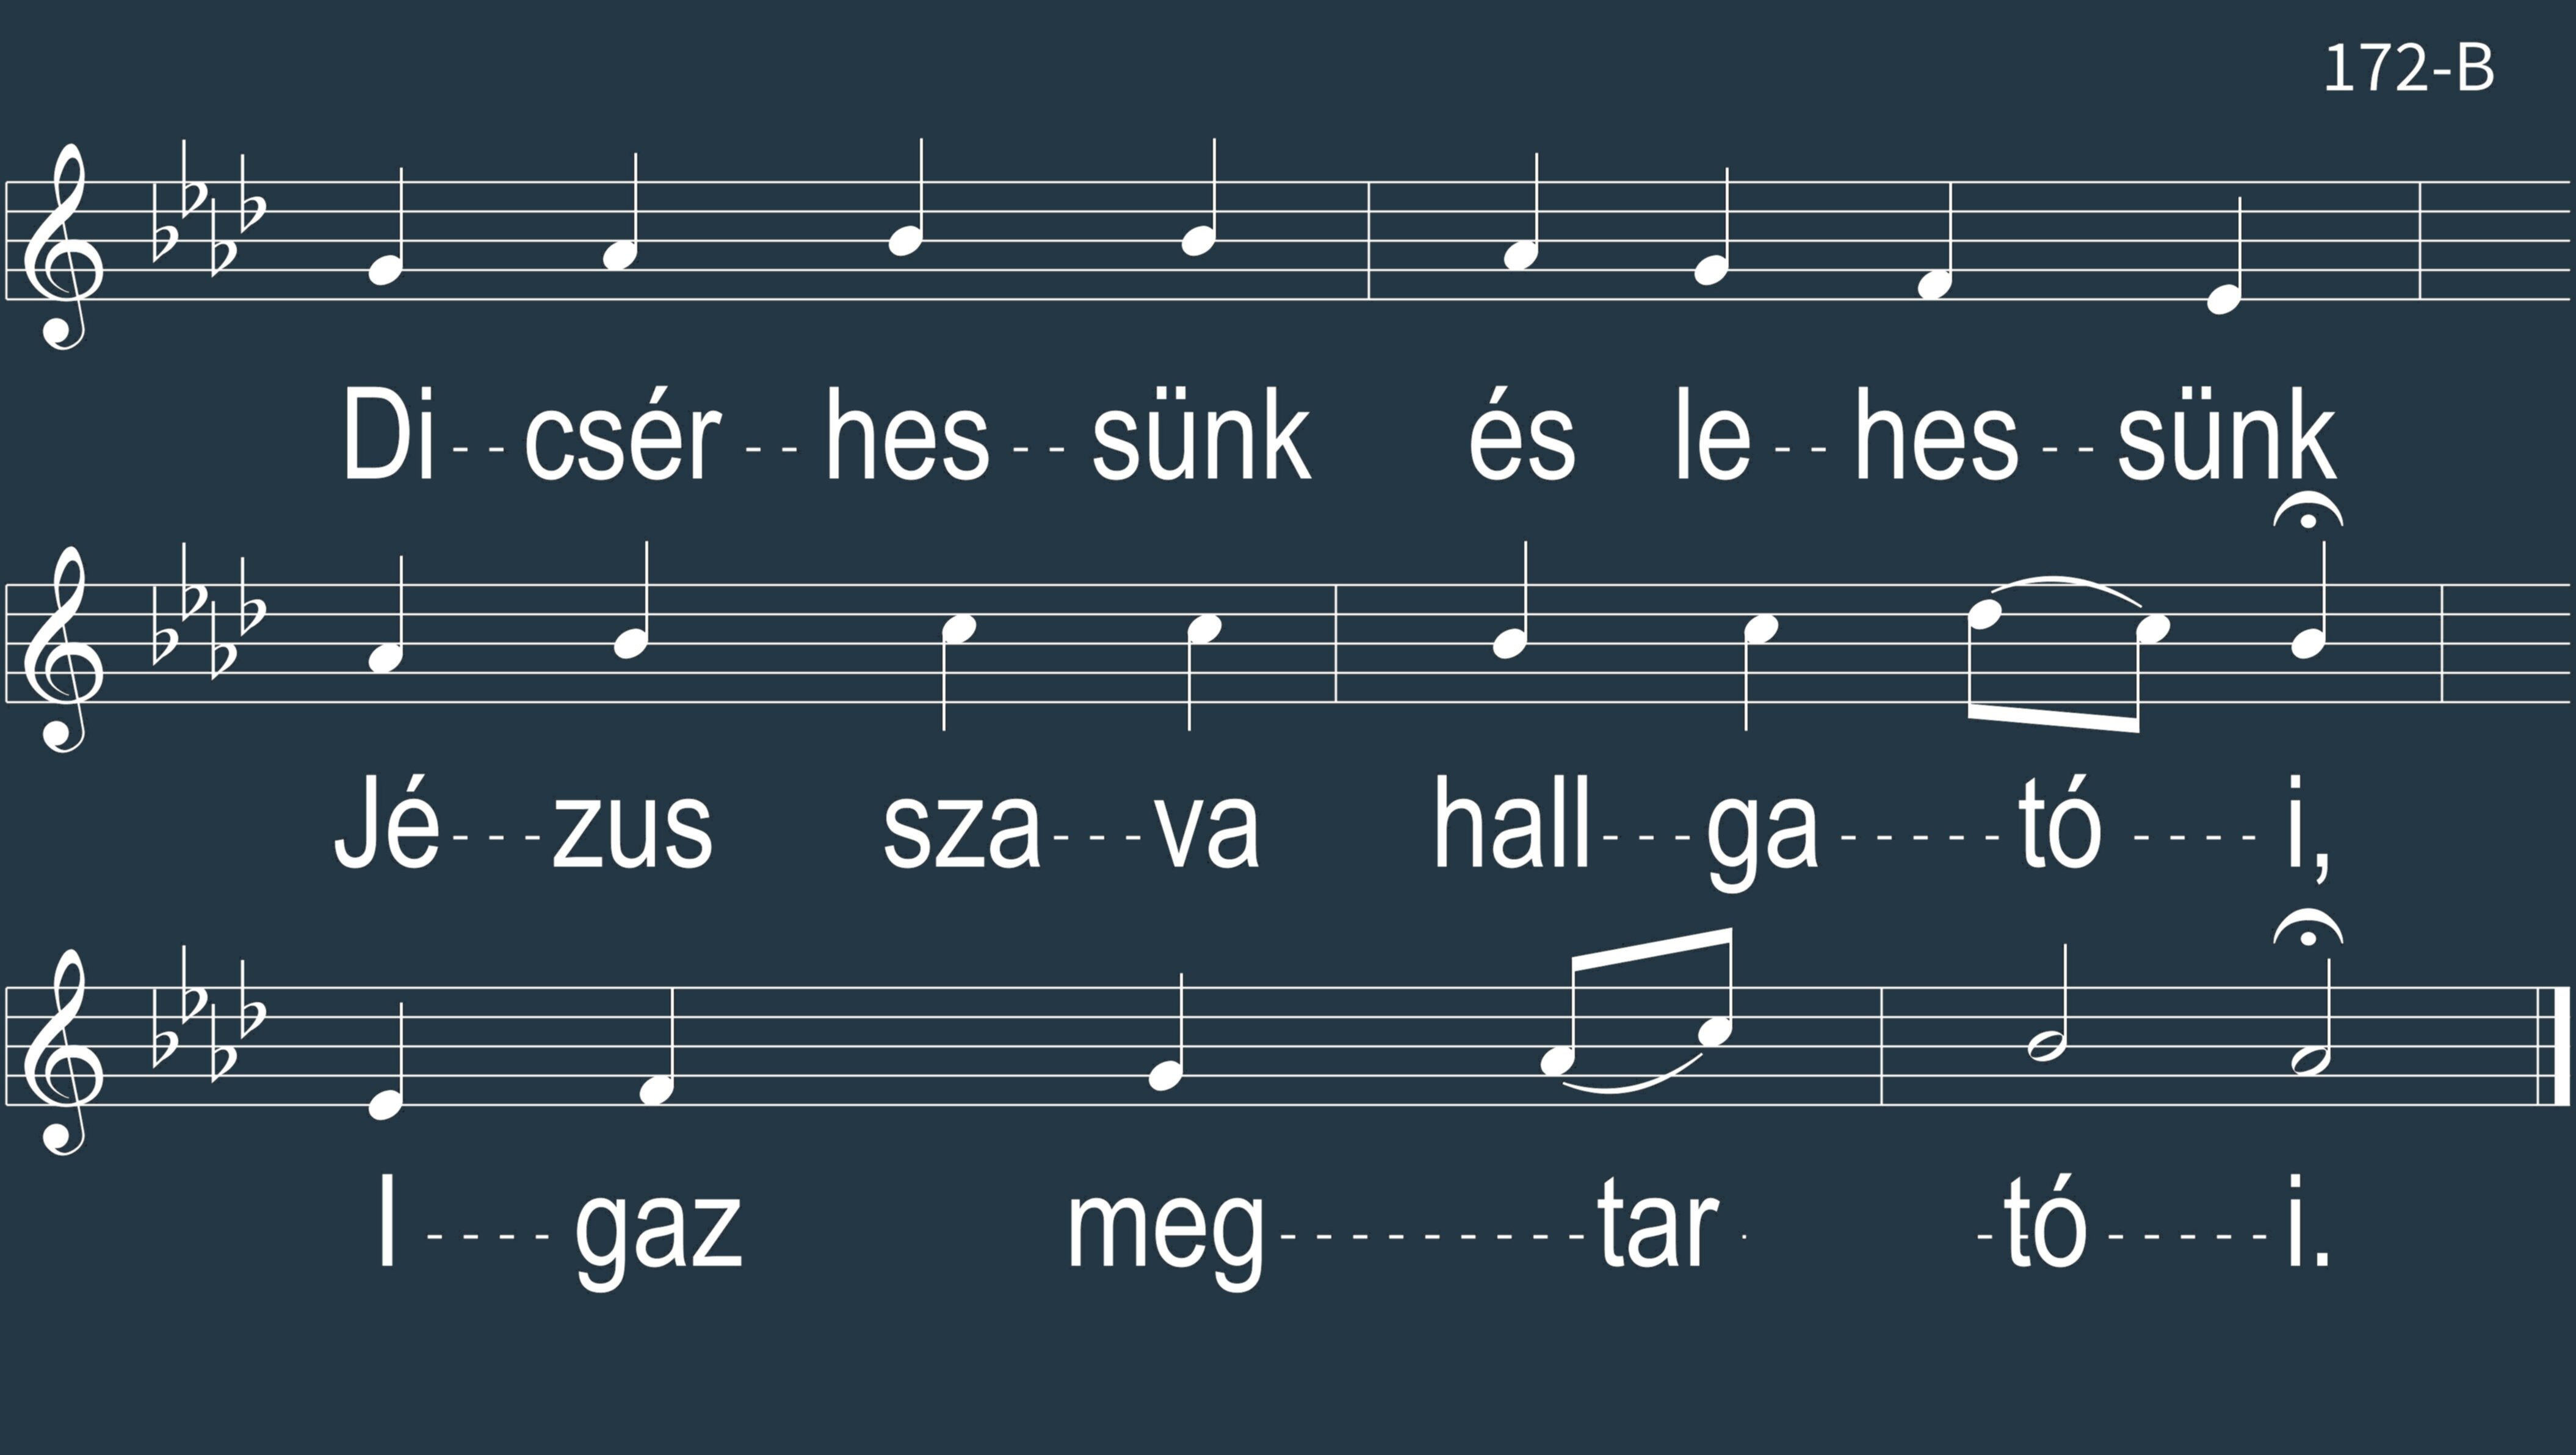 172-B
Di--csér--hes--sünk és le--hes--sünk
Jé---zus sza---va hall---ga-----tó----i,
I----gaz meg---------tar--tó-----i.